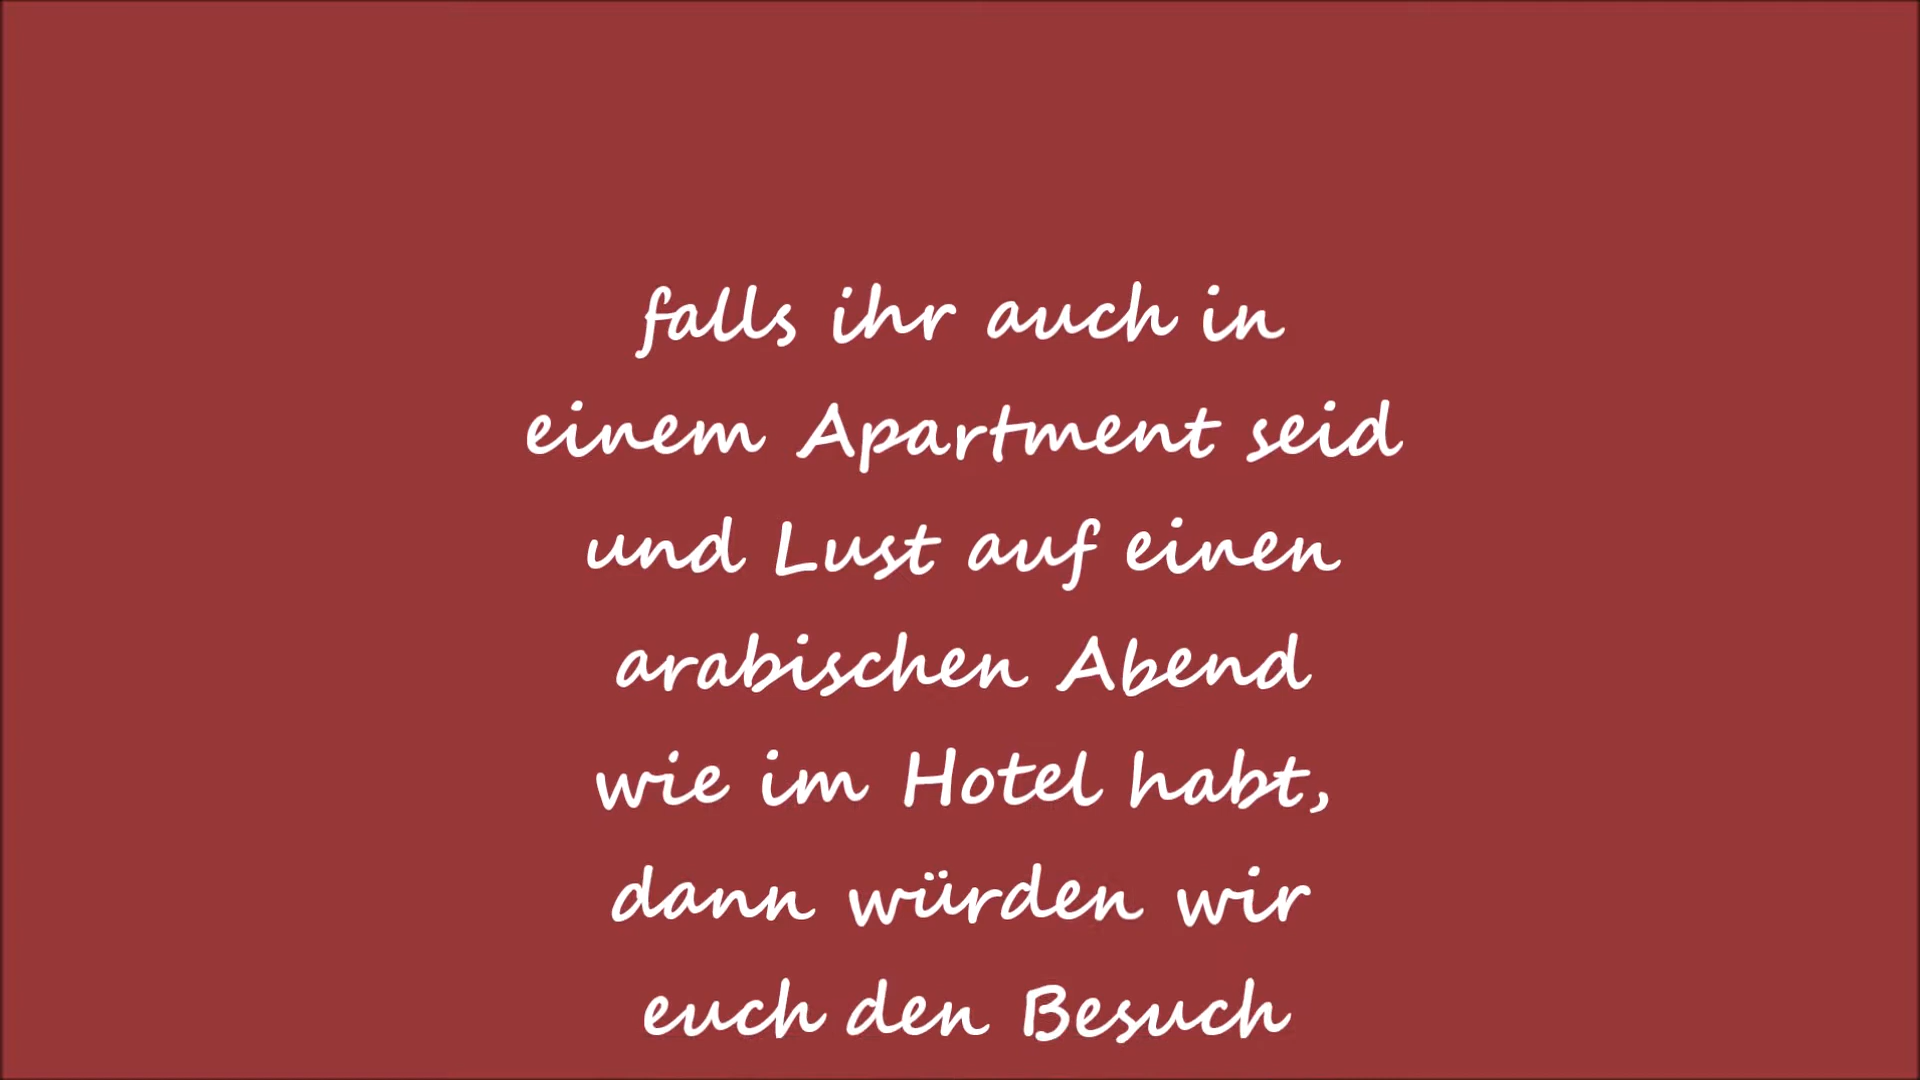 falls ihr auch in
einem Apartment seid
und Lust auf einen
arabischen Abend
wie im Hotel habt,
dann würden wir
euch den Besuch